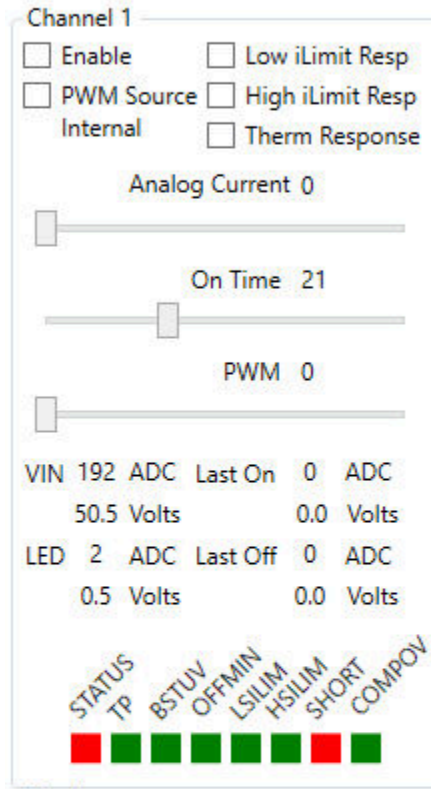 Channel 1
Enable
Low iLimit Resp
PWM Source
Internal
High iLimit Resp
Therm Response
Analog Current 0
On Time 21
PWM 0
VIN 192 ADC Last On 0 ADC
50.5 Volts 0.0 Volts
LED 2 ADC Last Off 0 ADC
0.5 Volts 0.0 Volts
STATUS
TP
BSTUV
OFFMIN
LSILIM
HSILIM
SHORT
COMPOV